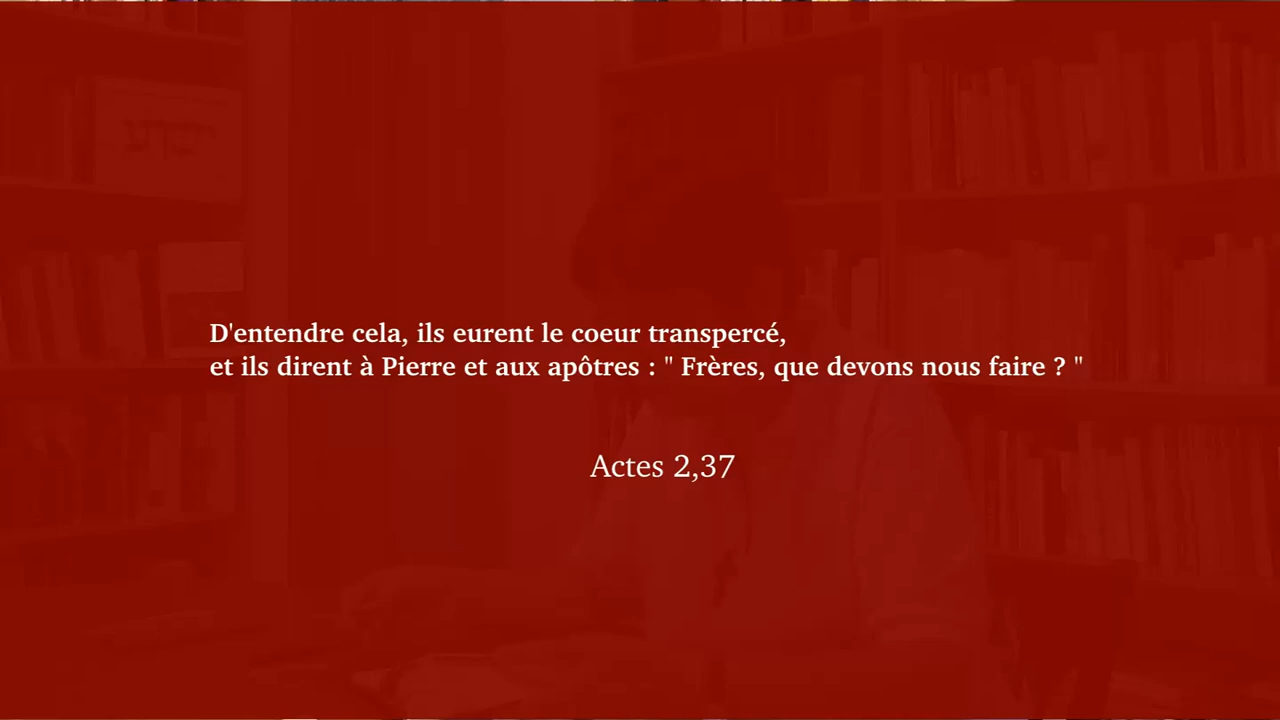 D'entendre cela, ils eurent le coeur transpercé,
et ils dirent à Pierre et aux apôtres : " Frères, que devons nous faire ? "
Actes 2,37